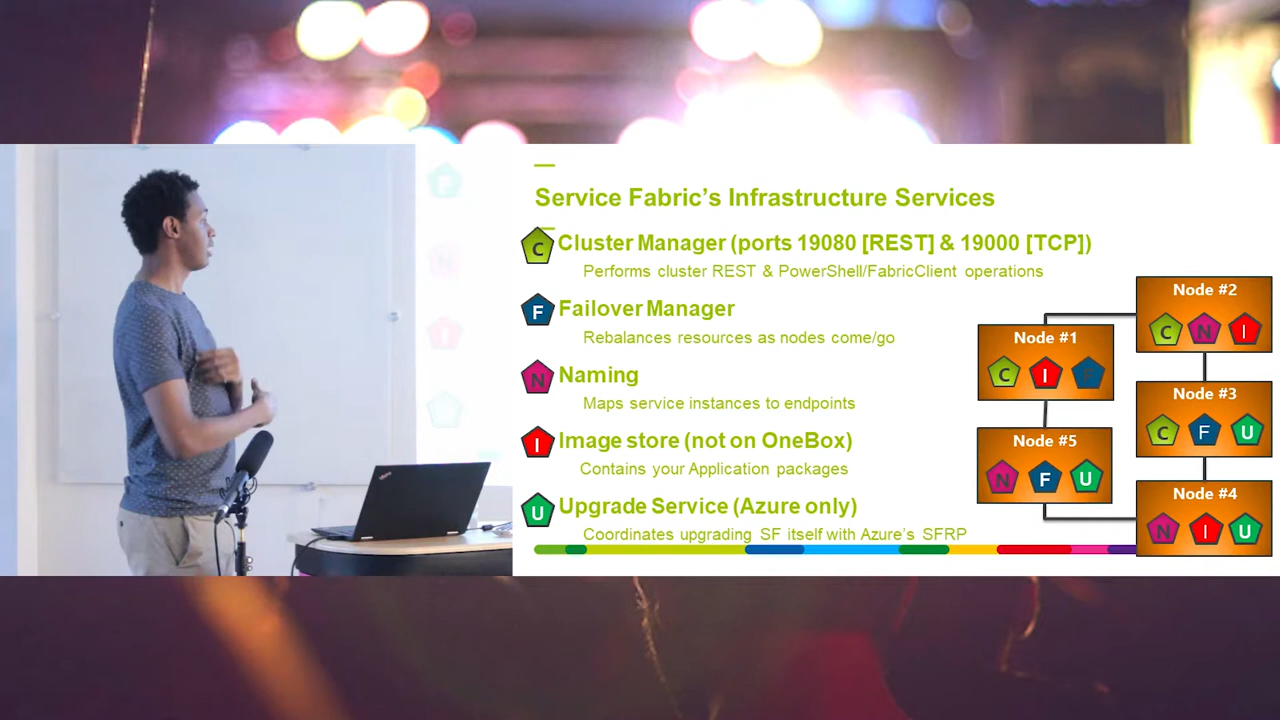 Service Fabric's Infrastructure Services
C Cluster Manager (ports 19080 [REST] & 19000 [TCP])
Performs cluster REST & PowerShell/FabricClient operations
F Failover Manager
Rebalances resources as nodes come/go
N Naming
Maps service instances to endpoints
I Image store (not on OneBox)
Contains your Application packages
U Upgrade Service (Azure only)
Coordinates upgrading SF itself with Azure's SFRP
Node #1
C I F
Node #2
C N I
Node #3
C F U
Node #4
N I U
Node #5
N F U